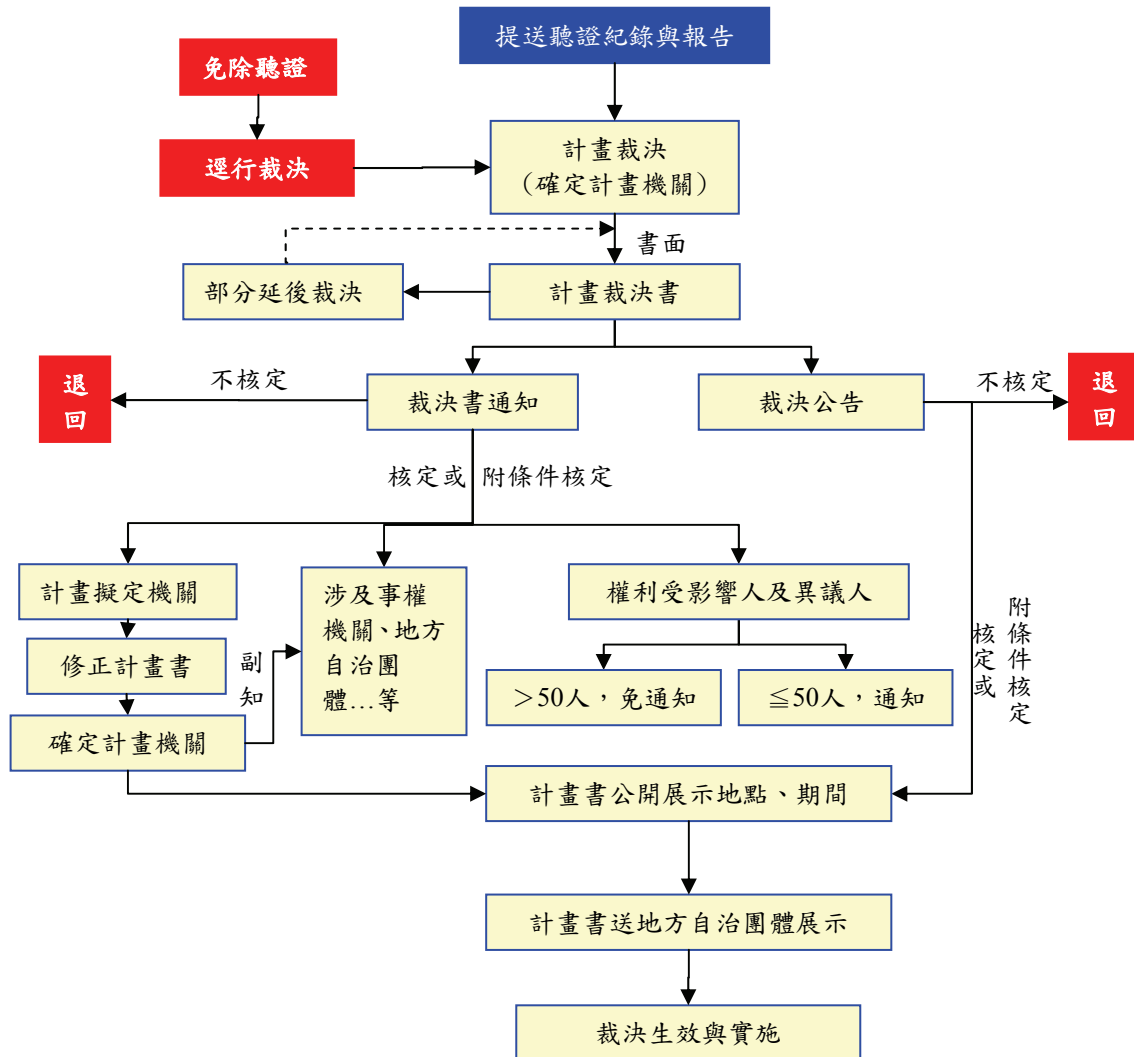 提送聽證紀錄與報告
免除聽證
逕行裁決
計畫裁決
(確定計畫機關)
書面
部分延後裁決
計畫裁決書
退
回
不核定
裁決書通知
裁決公告
不核定
退
回
核定或 附條件核定
計畫擬定機關
修正計畫書
確定計畫機關
副
知
涉及事權
機關、地方
自治團
體…等
權利受影響人及異議人
>50人,免通知
≦50人,通知
附條件核定
核定或
計畫書公開展示地點、期間
計畫書送地方自治團體展示
裁決生效與實施